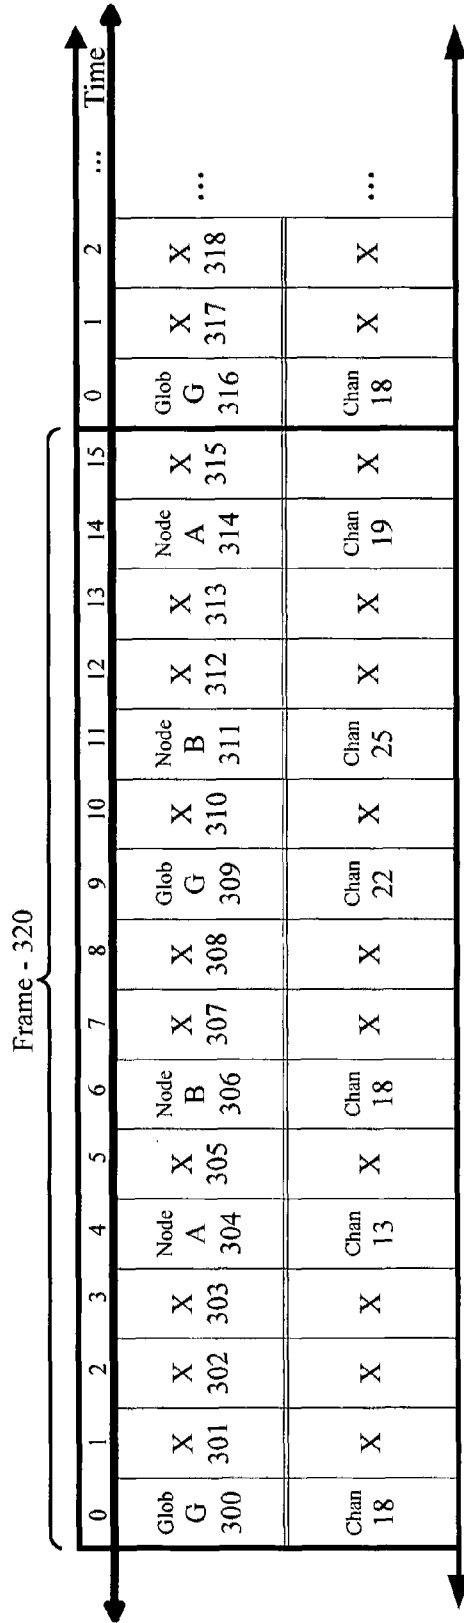 Frame - 320
0 1 2 3 4 5 6 7 8 9 10 11 12 13 14 15 0 1 2 ... Time
Glob G 300
X 301
X 302
X 303
Node A 304
X 305
Node B 306
X 307
X 308
Glob G 309
X 310
Node B 311
X 312
X 313
Node A 314
X 315
Glob G 316
X 317
X 318
...
Chan 18
X
X
X
Chan 13
X
Chan 18
X
X
Chan 22
X
Chan 25
X
X
Chan 19
X
Chan 18
X
X
...